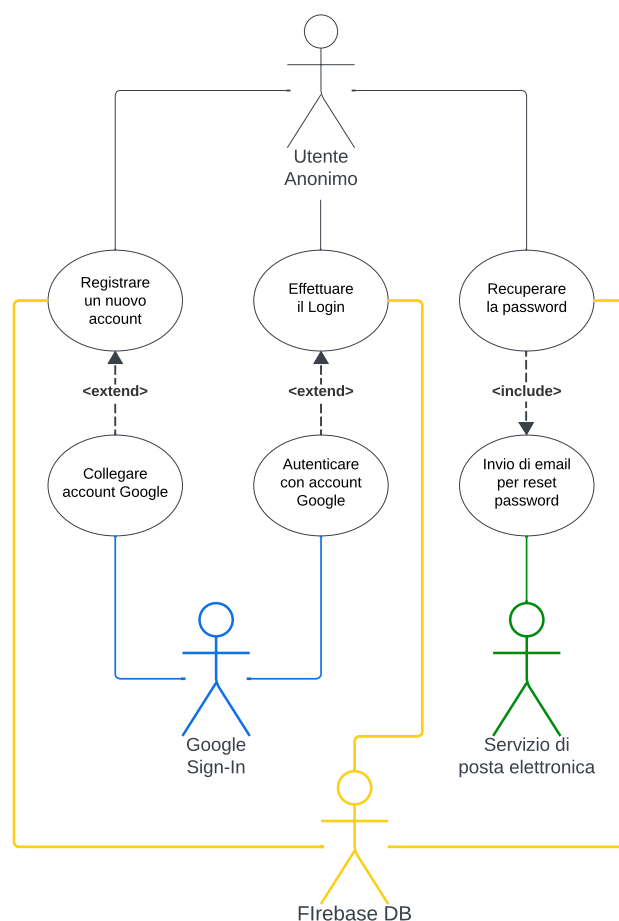 Utente
Anonimo
Registrare
un nuovo
account
Effettuare
il Login
Recuperare
la password
<extend>
<extend>
<include>
Collegare
account Google
Autenticare
con account
Google
Invio di email
per reset
password
Google
Sign-In
Servizio di
posta elettronica
FIrebase DB